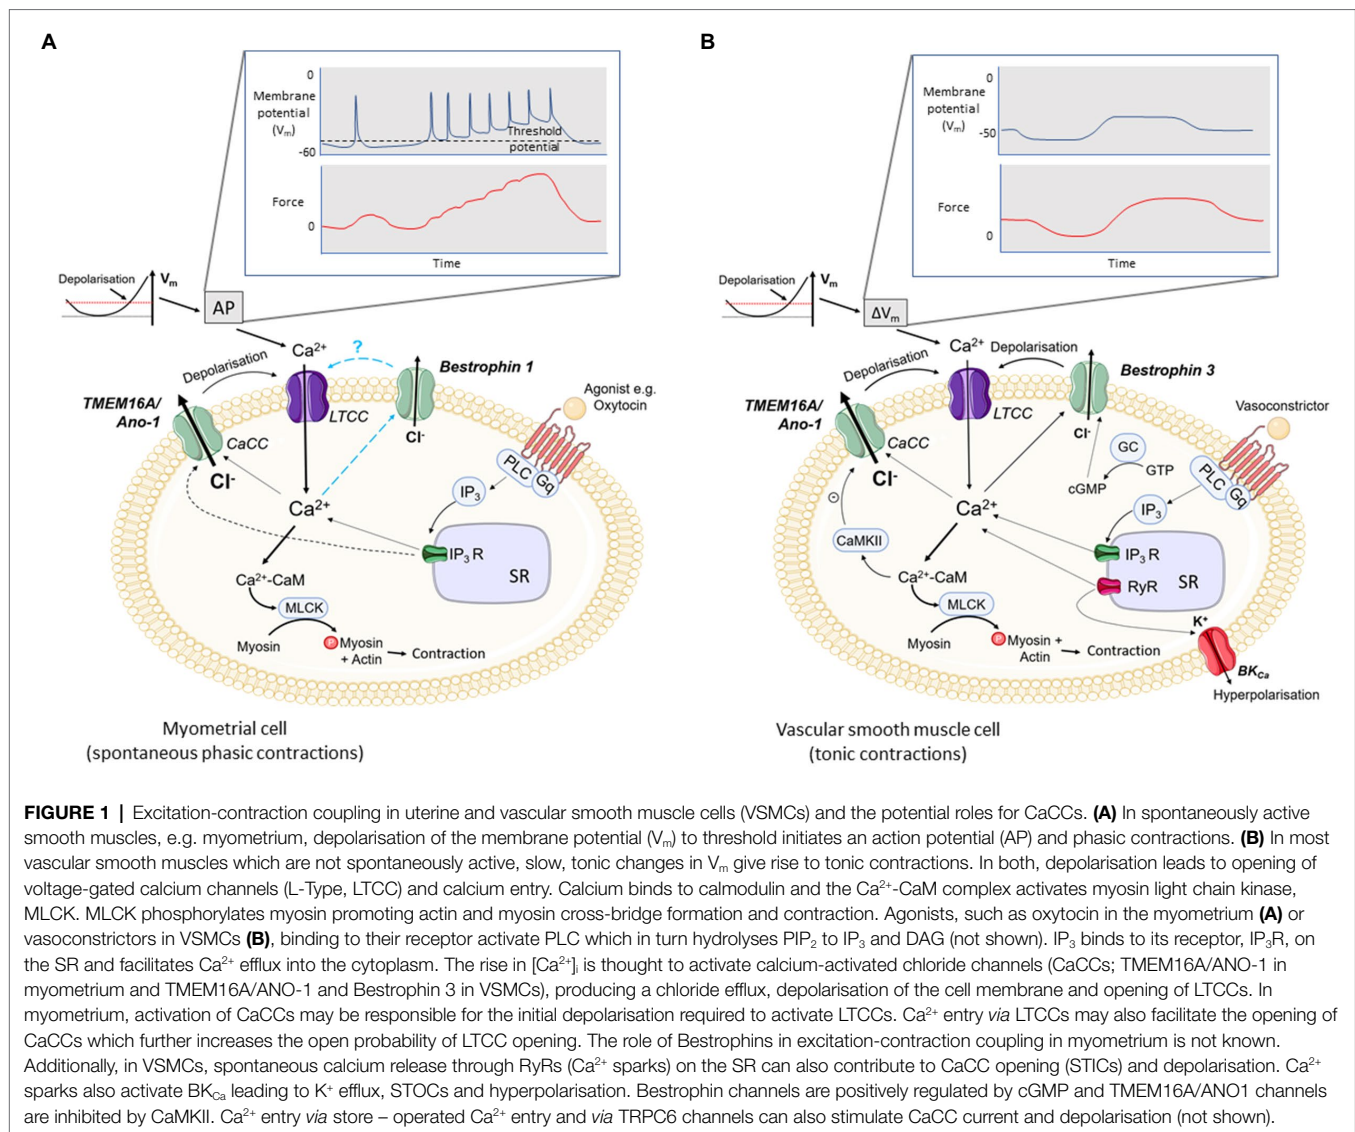 A
0
Membrane
potential
(Vm)
-60
Threshold
potential
Force
0
Time
Depolarisation
Vm
AP
Ca2+
?
Bestrophin 1
Depolarisation
TMEM16A/
Ano-1
LTCC
CaCC
Cl-
Cl-
Agonist e.g.
Oxytocin
PLC
Gq
IP3
Ca2+
IP3 R
SR
Ca2+-CaM
MLCK
Myosin
P
Myosin
+ Actin
Contraction
Myometrial cell
(spontaneous phasic contractions)
B
0
Membrane
potential
(Vm)
-50
Force
0
Time
Depolarisation
Vm
ΔVm
Ca2+
Depolarisation
Bestrophin 3
Depolarisation
TMEM16A/
Ano-1
LTCC
CaCC
Cl-
Cl-
Vasoconstrictor
GC
GTP
cGMP
PLC
Gq
IP3
Ca2+
CaMKII
IP3 R
RyR
SR
Ca2+-CaM
MLCK
Myosin
P
Myosin +
Actin
Contraction
K+
BKCa
Hyperpolarisation
Vascular smooth muscle cell
(tonic contractions)
FIGURE 1 | Excitation-contraction coupling in uterine and vascular smooth muscle cells (VSMCs) and the potential roles for CaCCs. (A) In spontaneously active
smooth muscles, e.g. myometrium, depolarisation of the membrane potential (Vm) to threshold initiates an action potential (AP) and phasic contractions. (B) In most
vascular smooth muscles which are not spontaneously active, slow, tonic changes in Vm give rise to tonic contractions. In both, depolarisation leads to opening of
voltage-gated calcium channels (L-Type, LTCC) and calcium entry. Calcium binds to calmodulin and the Ca2+-CaM complex activates myosin light chain kinase,
MLCK. MLCK phosphorylates myosin promoting actin and myosin cross-bridge formation and contraction. Agonists, such as oxytocin in the myometrium (A) or
vasoconstrictors in VSMCs (B), binding to their receptor activate PLC which in turn hydrolyses PIP2 to IP3 and DAG (not shown). IP3 binds to its receptor, IP3R, on
the SR and facilitates Ca2+ efflux into the cytoplasm. The rise in [Ca2+]i is thought to activate calcium-activated chloride channels (CaCCs; TMEM16A/ANO-1 in
myometrium and TMEM16A/ANO-1 and Bestrophin 3 in VSMCs), producing a chloride efflux, depolarisation of the cell membrane and opening of LTCCs. In
myometrium, activation of CaCCs may be responsible for the initial depolarisation required to activate LTCCs. Ca2+ entry via LTCCs may also facilitate the opening of
CaCCs which further increases the open probability of LTCC opening. The role of Bestrophins in excitation-contraction coupling in myometrium is not known.
Additionally, in VSMCs, spontaneous calcium release through RyRs (Ca2+ sparks) on the SR can also contribute to CaCC opening (STICs) and depolarisation. Ca2+
sparks also activate BKCa leading to K+ efflux, STOCs and hyperpolarisation. Bestrophin channels are positively regulated by cGMP and TMEM16A/ANO1 channels
are inhibited by CaMKII. Ca2+ entry via store – operated Ca2+ entry and via TRPC6 channels can also stimulate CaCC current and depolarisation (not shown).